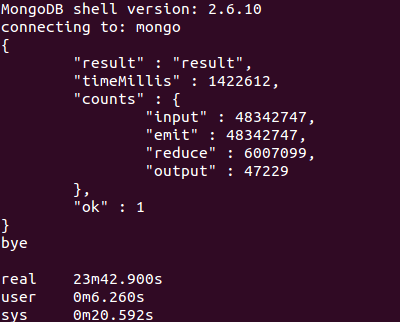 MongoDB shell version: 2.6.10
connecting to: mongo
{
        "result" : "result",
        "timeMillis" : 1422612,
        "counts" : {
                "input" : 48342747,
                "emit" : 48342747,
                "reduce" : 6007099,
                "output" : 47229
        },
        "ok" : 1
}
bye

real    23m42.900s
user    0m6.260s
sys     0m20.592s